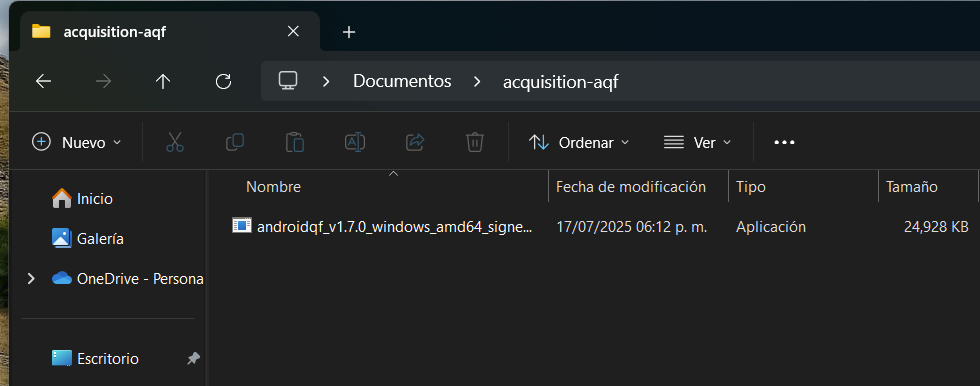 acquisition-aqf
Documentos acquisition-aqf
Nuevo Ordenar Ver
Nombre Fecha de modificación Tipo Tamaño
Inicio
androidqf_v1.7.0_windows_amd64_signe... 17/07/2025 06:12 p. m. Aplicación 24,928 KB
Galería
OneDrive - Persona
Escritorio